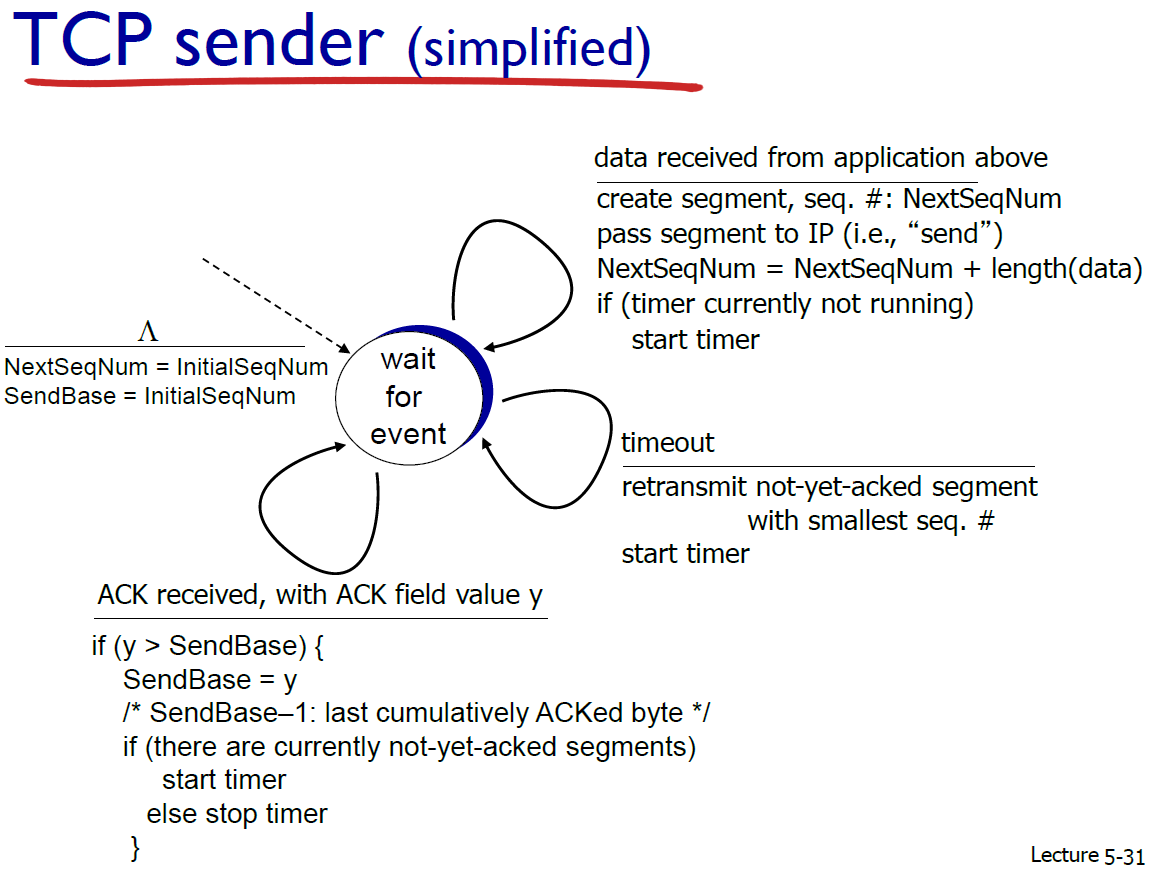 TCP sender (simplified)
data received from application above
create segment, seq. #: NextSeqNum
pass segment to IP (i.e., “send”)
NextSeqNum = NextSeqNum + length(data)
if (timer currently not running)
start timer
Λ
NextSeqNum = InitialSeqNum
SendBase = InitialSeqNum
wait
for
event
timeout
retransmit not-yet-acked segment
with smallest seq. #
start timer
ACK received, with ACK field value y
if (y > SendBase) {
SendBase = y
/* SendBase–1: last cumulatively ACKed byte */
if (there are currently not-yet-acked segments)
start timer
else stop timer
}
Lecture 5-31